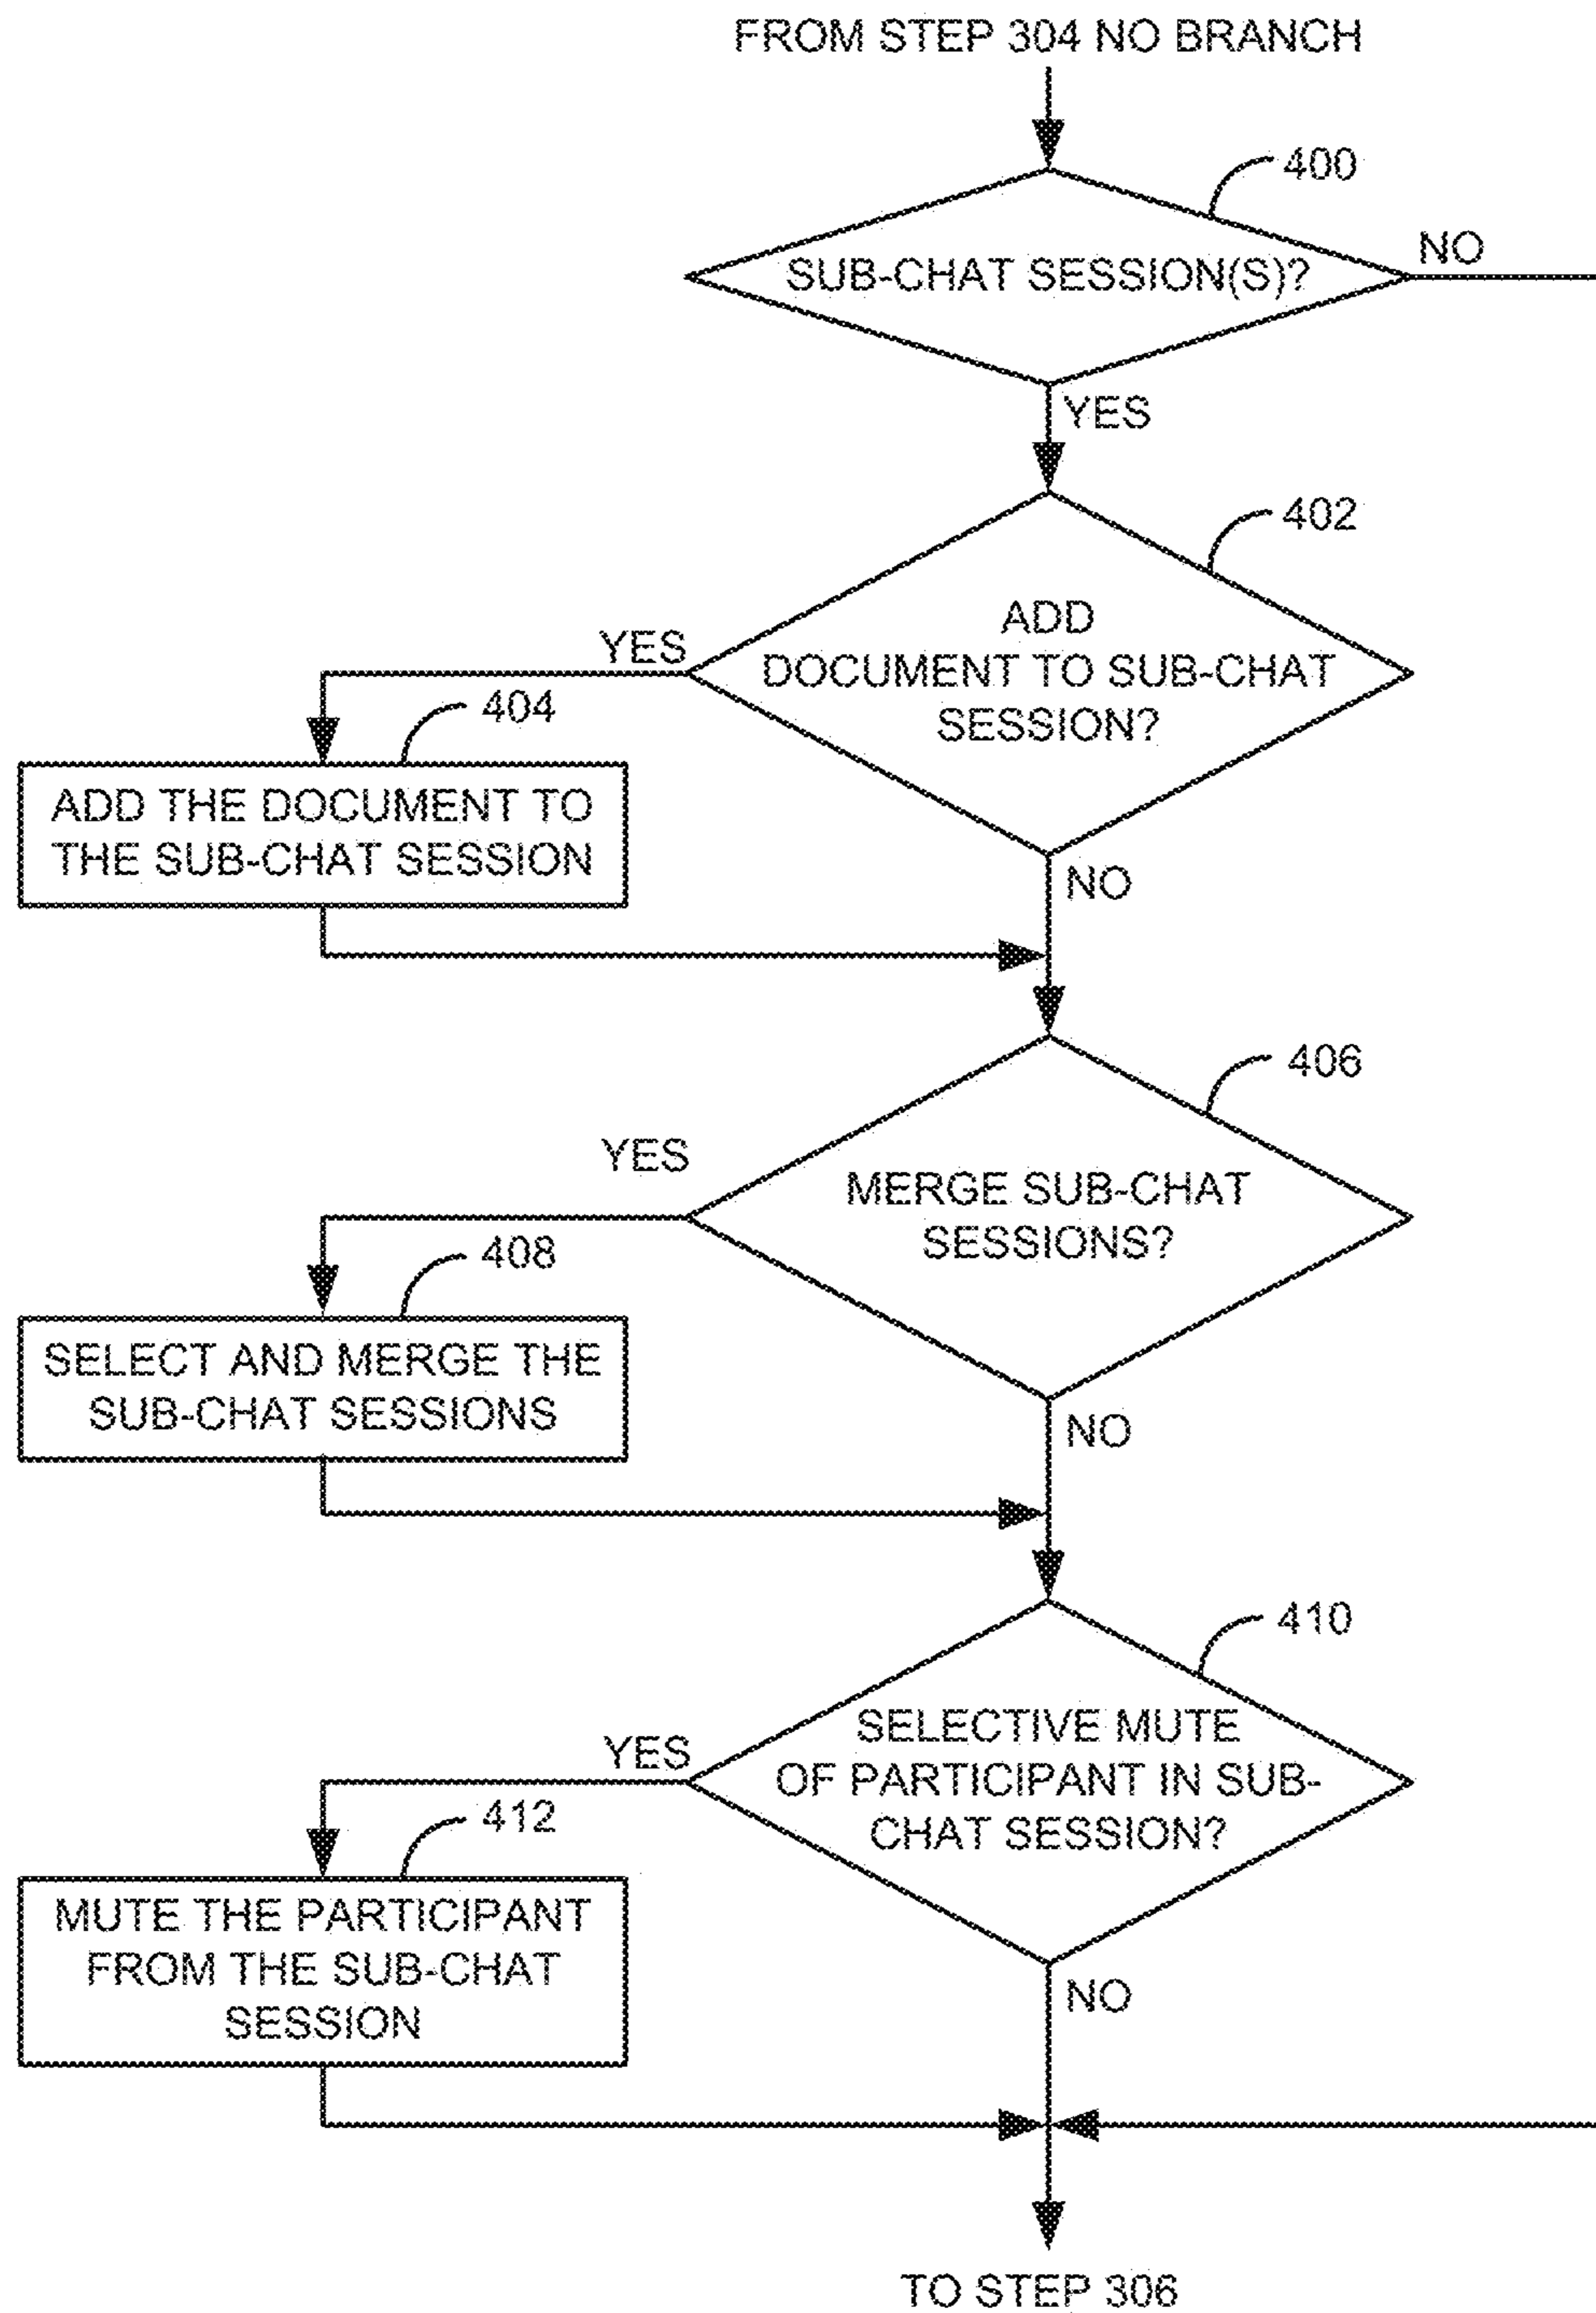 FROM STEP 304 NO BRANCH
400
SUB-CHAT SESSION(S)?
NO
YES
402
ADD
DOCUMENT TO SUB-CHAT
SESSION?
YES
404
ADD THE DOCUMENT TO
THE SUB-CHAT SESSION
NO
406
MERGE SUB-CHAT
SESSIONS?
YES
408
SELECT AND MERGE THE
SUB-CHAT SESSIONS
NO
410
SELECTIVE MUTE
OF PARTICIPANT IN SUB-
CHAT SESSION?
YES
412
MUTE THE PARTICIPANT
FROM THE SUB-CHAT
SESSION
NO
TO STEP 306